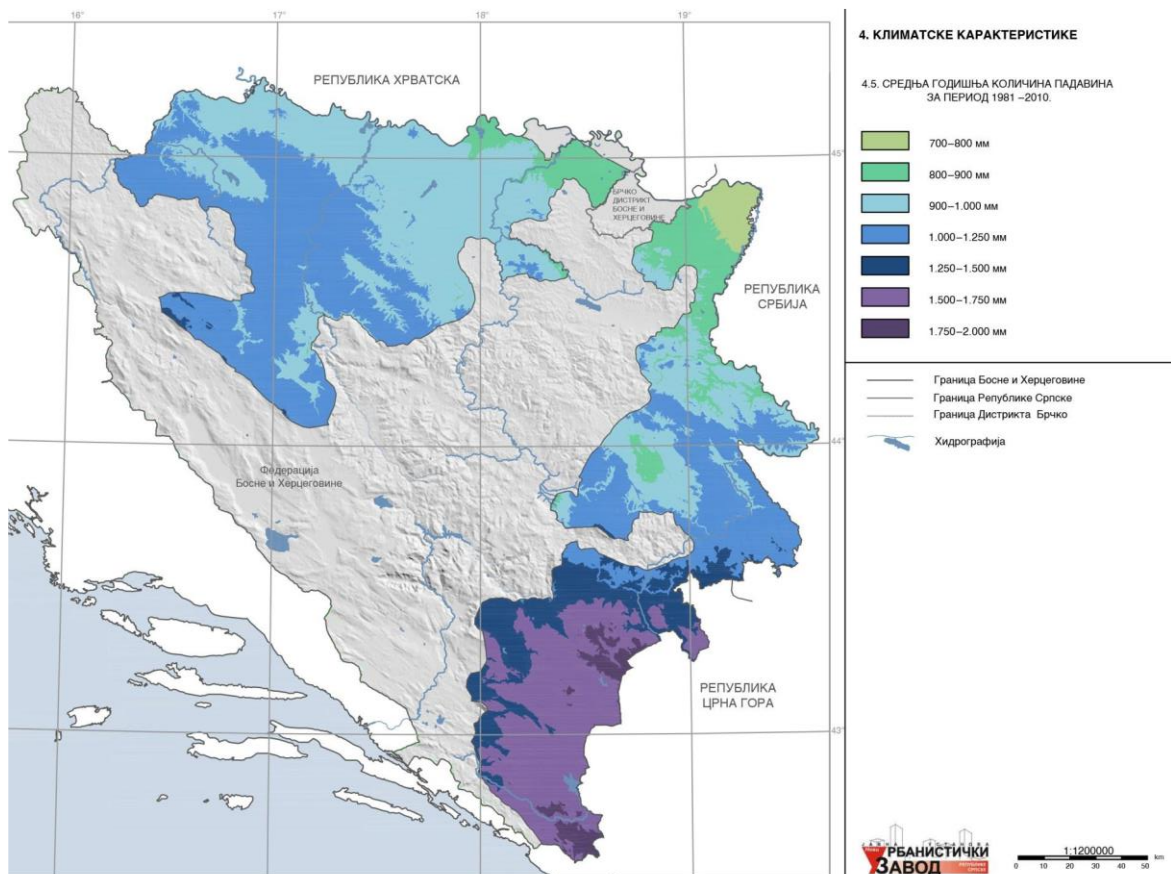 16°
17°
18°
19°
РЕПУБЛИКА ХРВАТСКА
45°
БРЧКО
ДИСТРИКТ
БОСНЕ И
ХЕРЦЕГОВИНЕ
РЕПУБЛИКА
СРБИЈА
44°
Федерација
Босне и Херцеговине
РЕПУБЛИКА
ЦРНА ГОРА
43°
4. КЛИМАТСКЕ КАРАКТЕРИСТИКЕ
4.5. СРЕДЊА ГОДИШЊА КОЛИЧИНА ПАДАВИНА
ЗА ПЕРИОД 1981 –2010.
700–800 мм
800–900 мм
900–1.000 мм
1.000–1.250 мм
1.250–1.500 мм
1.500–1.750 мм
1.750–2.000 мм
Граница Босне и Херцеговине
Граница Републике Српске
Граница Дистрикта Брчко
Хидрографија
УРБАНИСТИЧКИ
ЗАВОД
РЕПУБЛИКЕ
СРПСКЕ
1:1200000
0 10 20 30 40 50 km